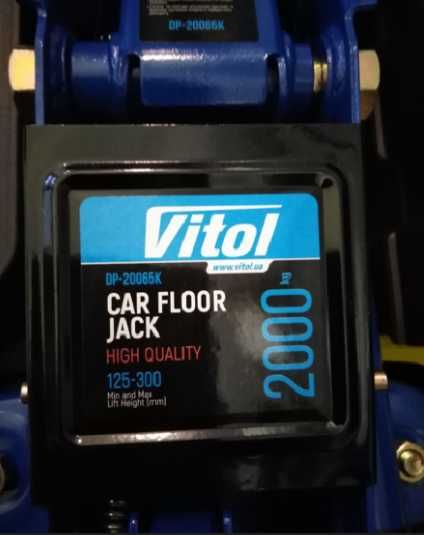 DP-20065K
Vitol
www.vitol.ua
DP-20065K
CAR FLOOR
JACK
HIGH QUALITY
125-300
Min and Max
Lift Height (mm)
2000